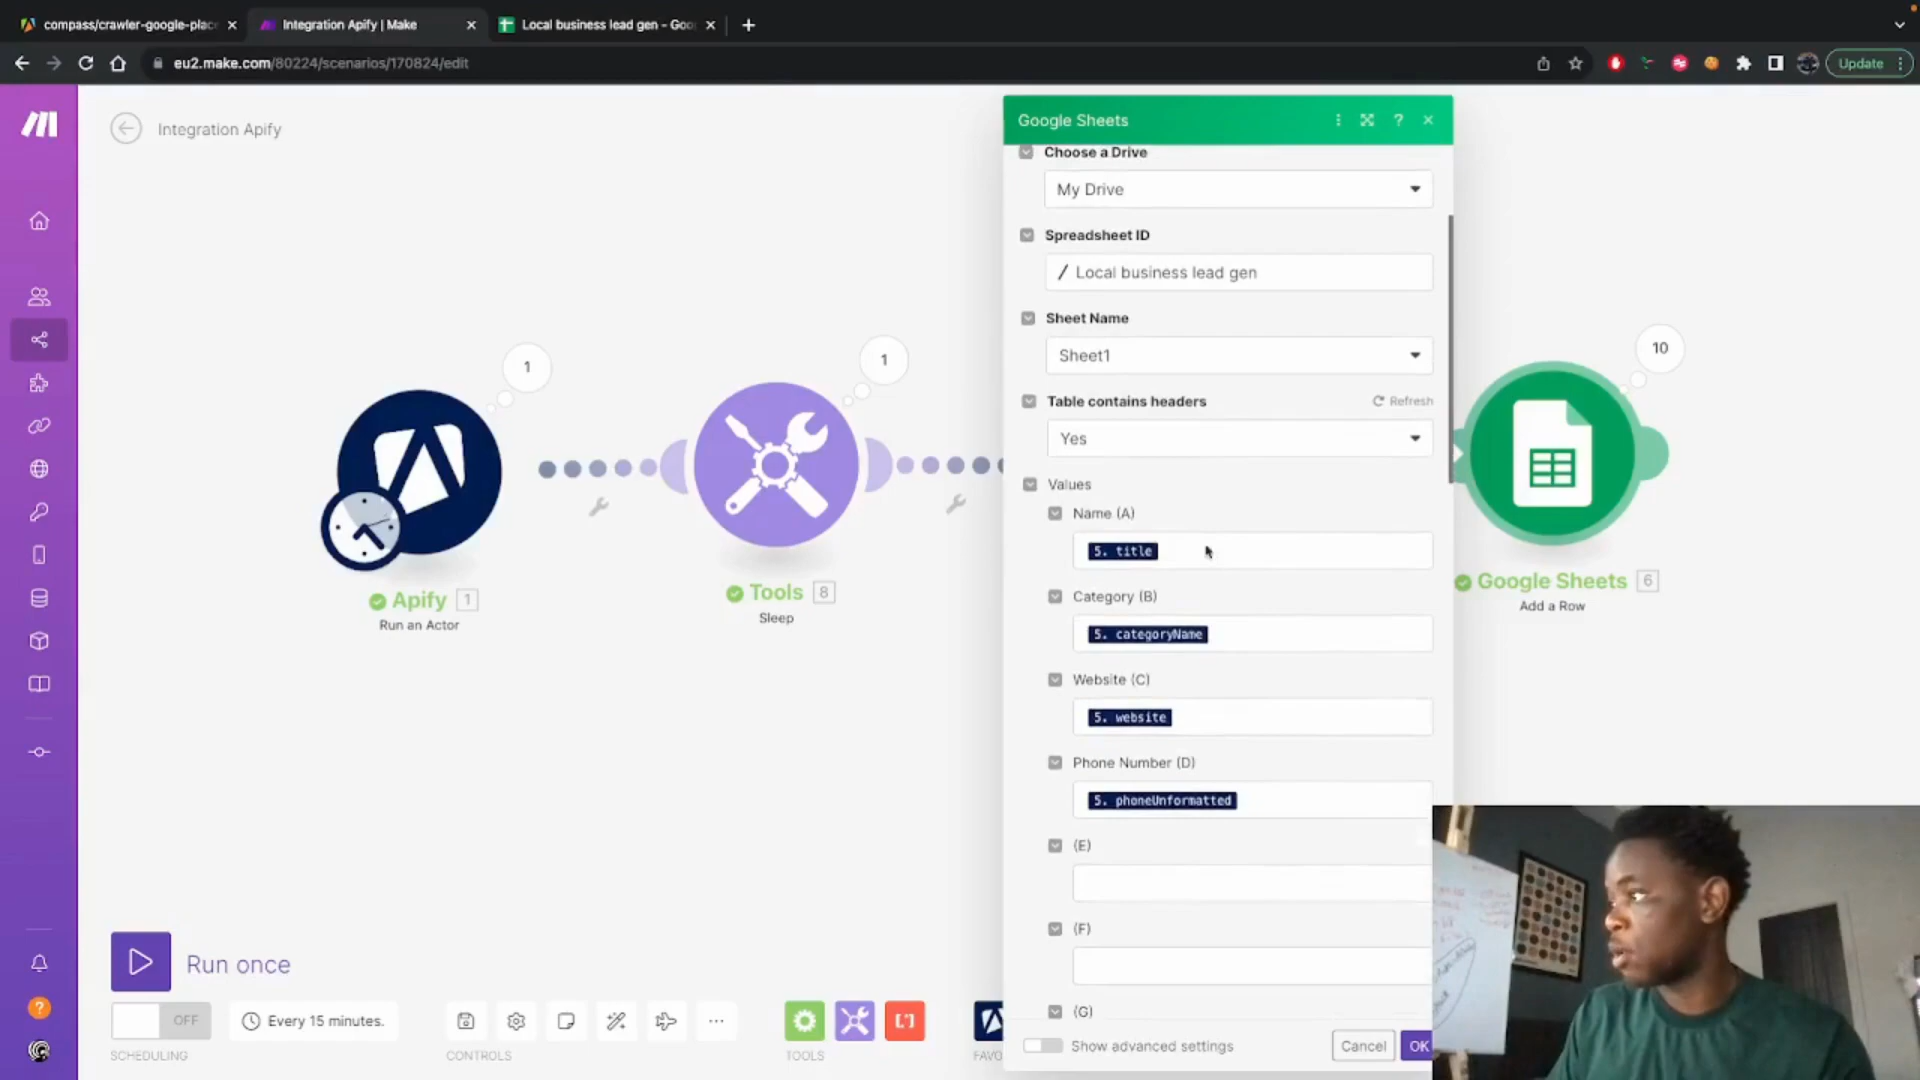 compass/crawler-google-plac
Integration Apify | Make
Local business lead gen - Goo
eu2.make.com/80224/scenarios/170824/edit
Update
Integration Apify
Google Sheets
Choose a Drive
My Drive
Spreadsheet ID
/ Local business lead gen
Sheet Name
Sheet1
Table contains headers
Refresh
Yes
Values
Name (A)
5. title
Category (B)
5. categoryName
Website (C)
5. website
Phone Number (D)
5. phoneUnformatted
(E)
(F)
(G)
Show advanced settings
Cancel
OK
1
Apify 1
Run an Actor
1
Tools 8
Sleep
10
Google Sheets 6
Add a Row
Run once
OFF
Every 15 minutes.
SCHEDULING
CONTROLS
TOOLS
FAVO